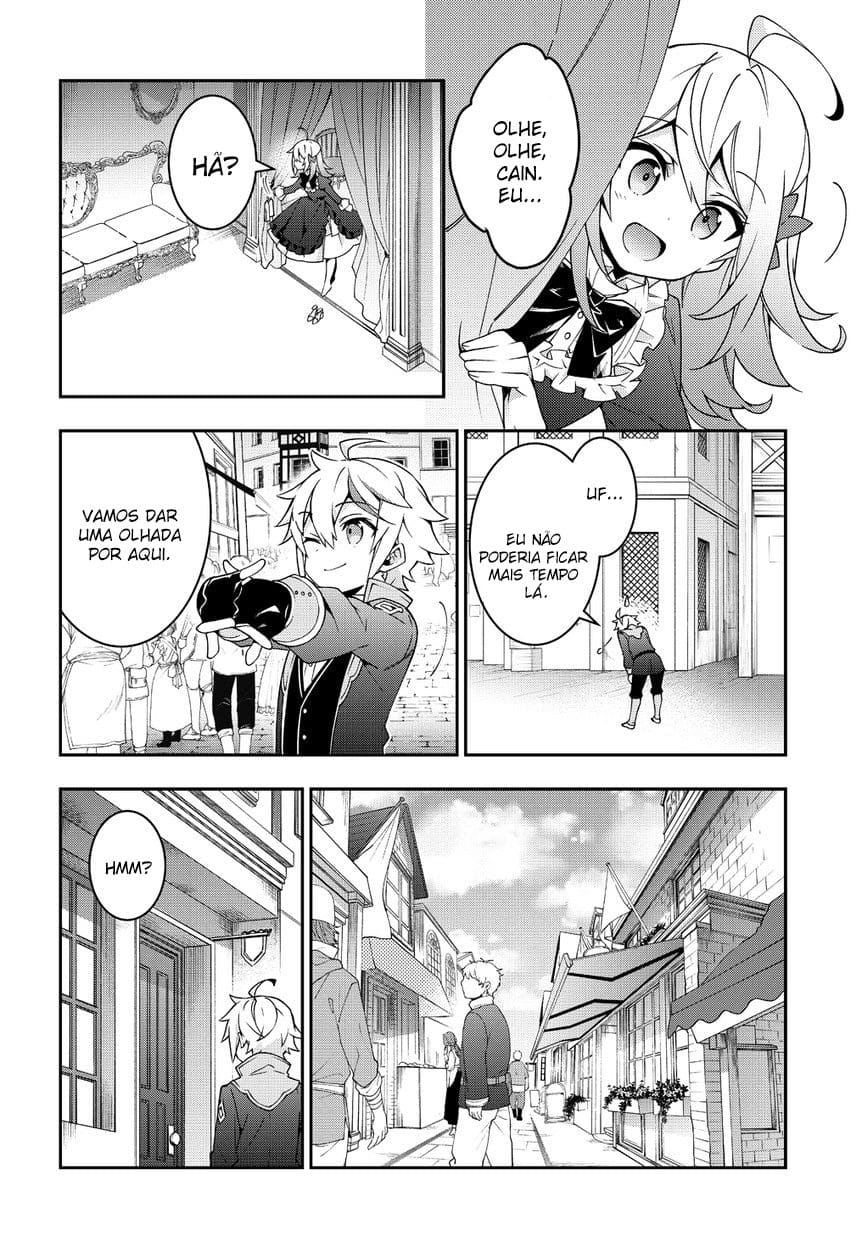 OLHE,
OLHE,
CAIN.
EU...
HÃ?
UF...
EU NÃO
PODERIA FICAR
MAIS TEMPO
LÁ.
VAMOS DAR
UMA OLHADA
POR AQUI.
HMM?